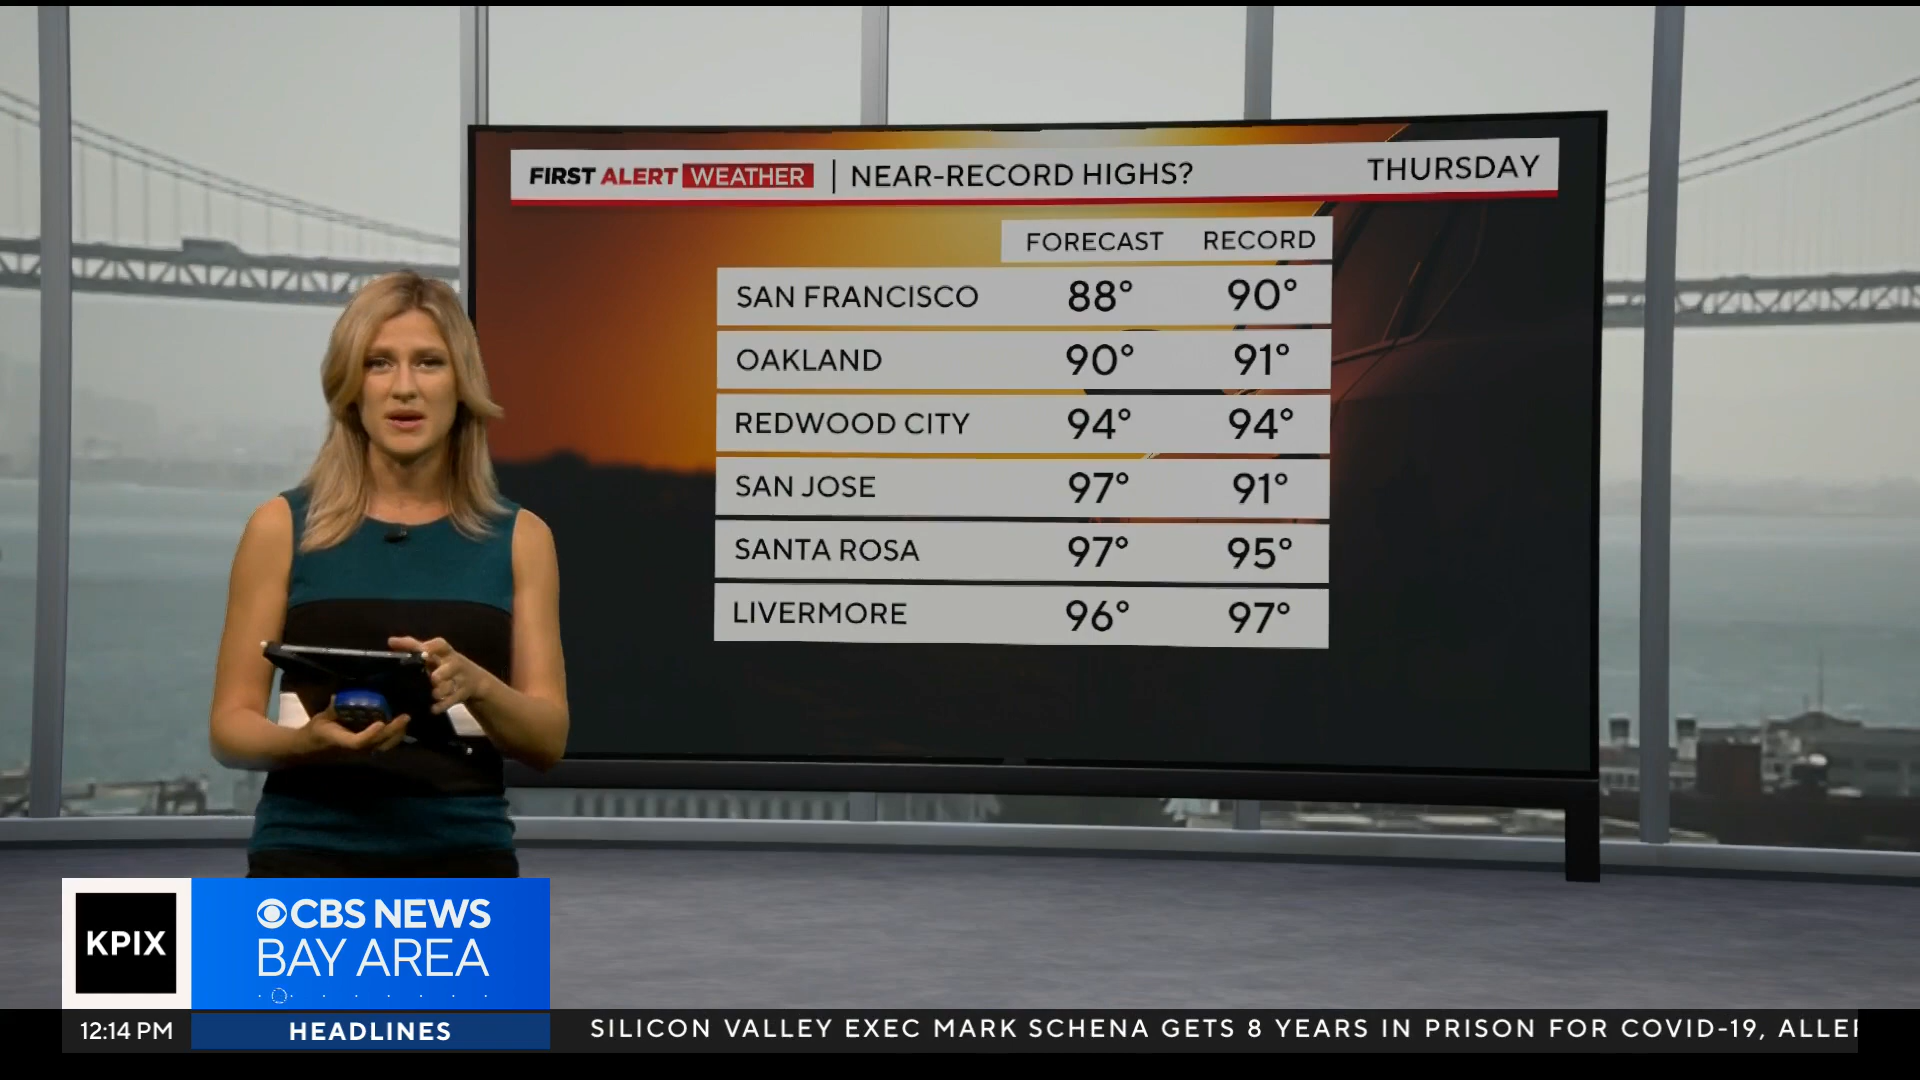 FIRST ALERT WEATHER | NEAR-RECORD HIGHS? THURSDAY
FORECAST RECORD
SAN FRANCISCO 88° 90°
OAKLAND 90° 91°
REDWOOD CITY 94° 94°
SAN JOSE 97° 91°
SANTA ROSA 97° 95°
LIVERMORE 96° 97°
KPIX
CBS NEWS
BAY AREA
12:14 PM HEADLINES SILICON VALLEY EXEC MARK SCHENA GETS 8 YEARS IN PRISON FOR COVID-19,